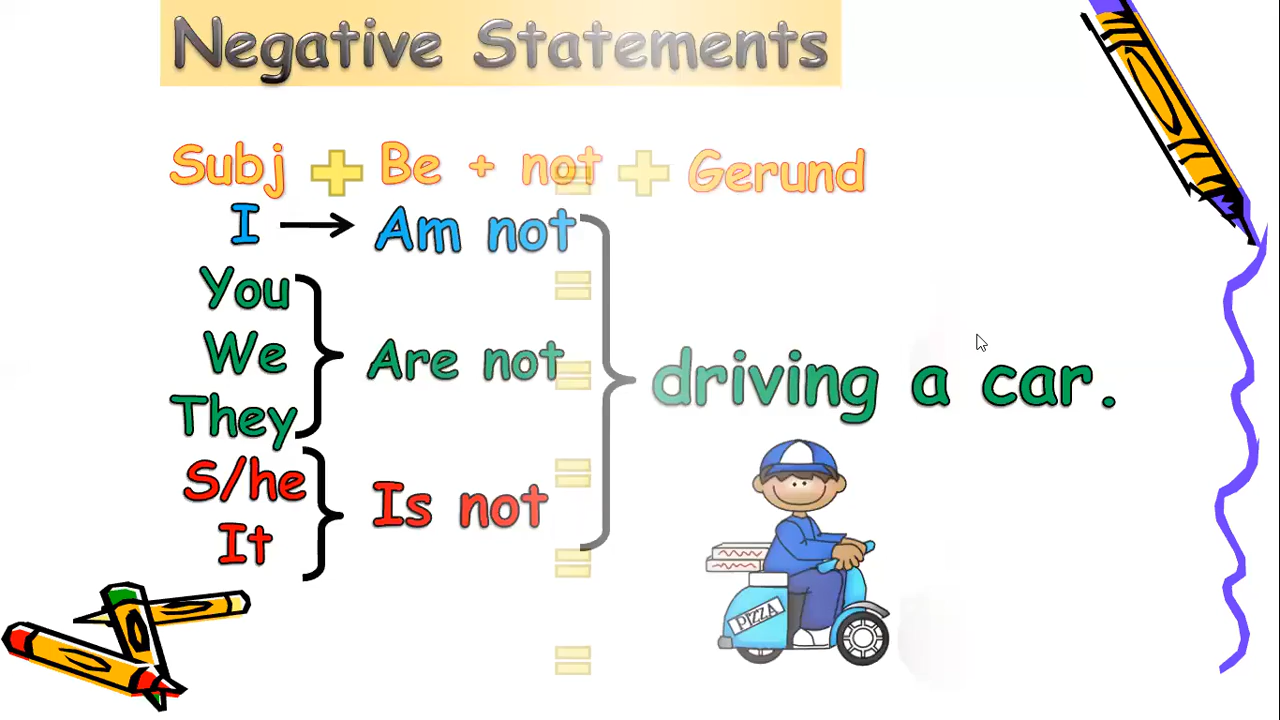 Negative Statements
Subj + Be + not + Gerund
I → Am not
You
We
They
Are not
S/he
It
Is not
driving a car.
PIZZA